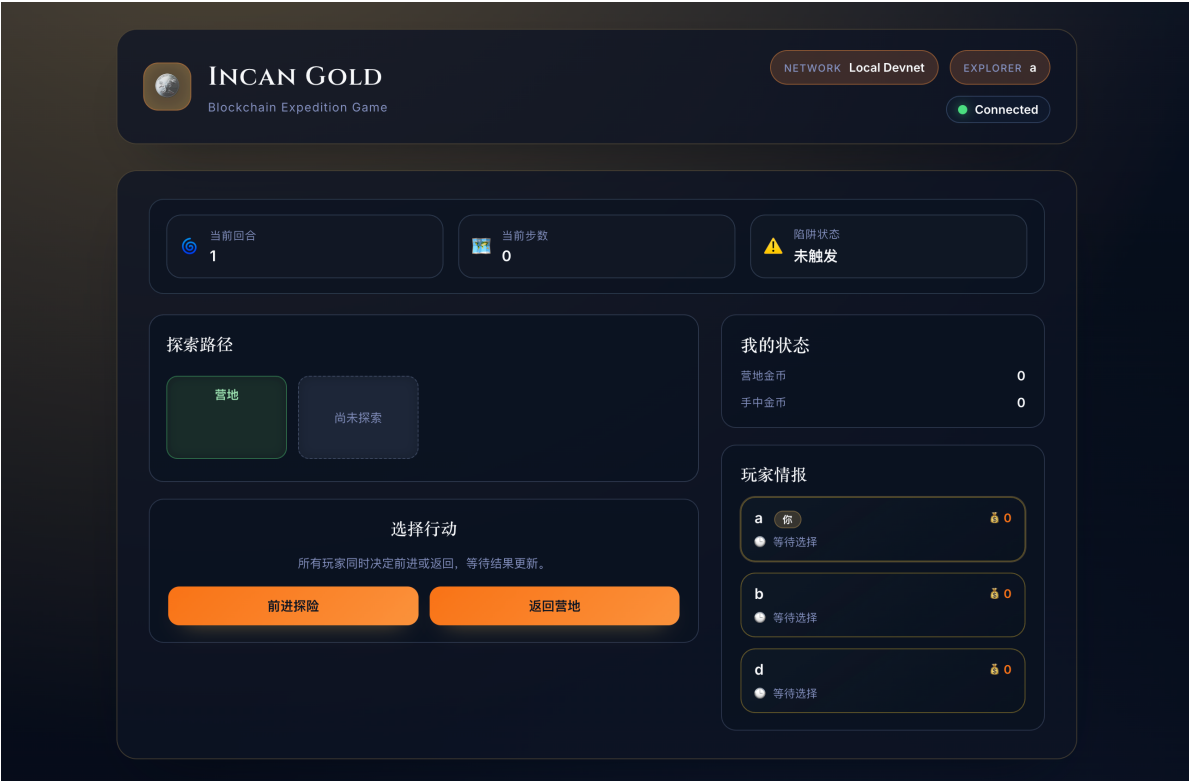 INCAN GOLD
Blockchain Expedition Game
NETWORK Local Devnet
EXPLORER a
Connected
当前回合
1
当前步数
0
陷阱状态
未触发
探索路径
营地
尚未探索
选择行动
所有玩家同时决定前进或返回，等待结果更新。
前进探险
返回营地
我的状态
营地金币 0
手中金币 0
玩家情报
a 你 0
等待选择
b 0
等待选择
d 0
等待选择